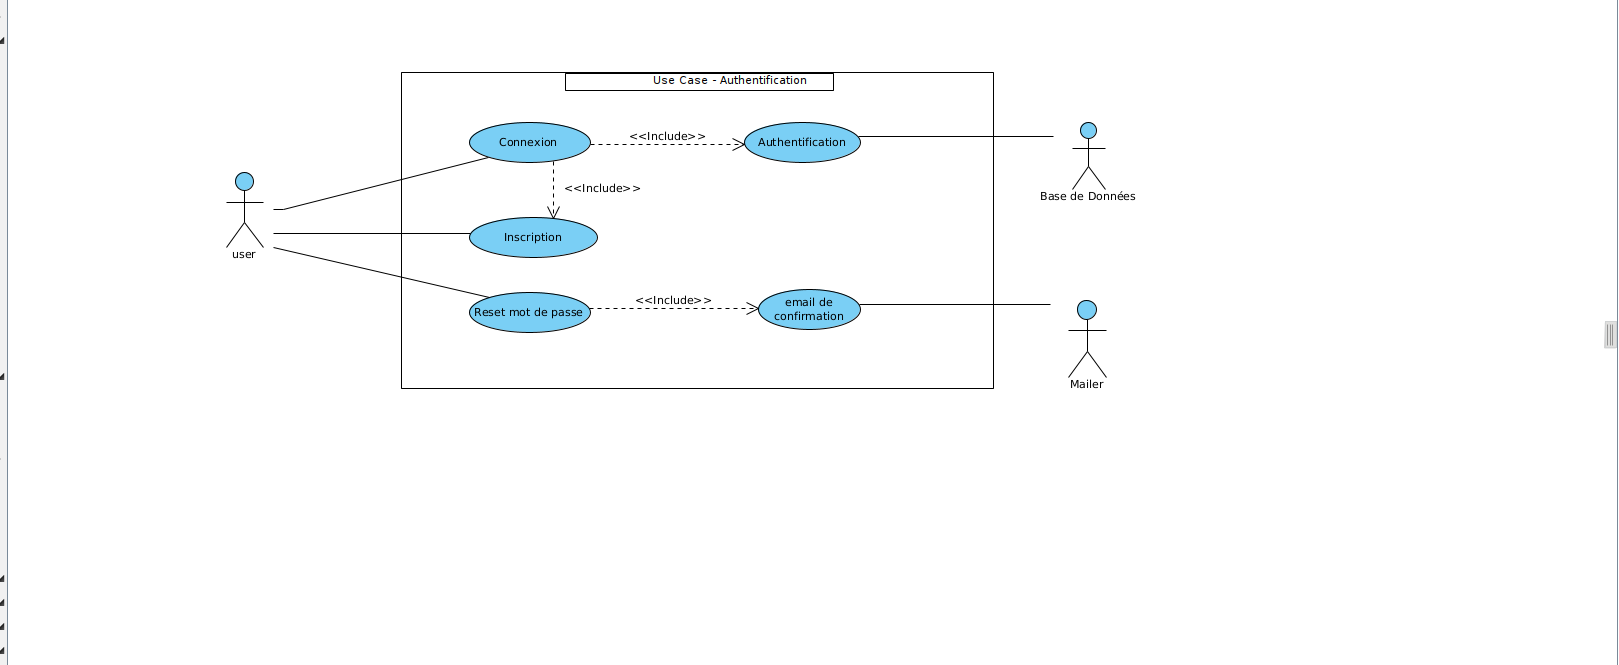 Use Case - Authentification
Connexion
<<Include>>
Authentification
<<Include>>
Base de Données
Inscription
user
Reset mot de passe
<<Include>>
email de
confirmation
Mailer